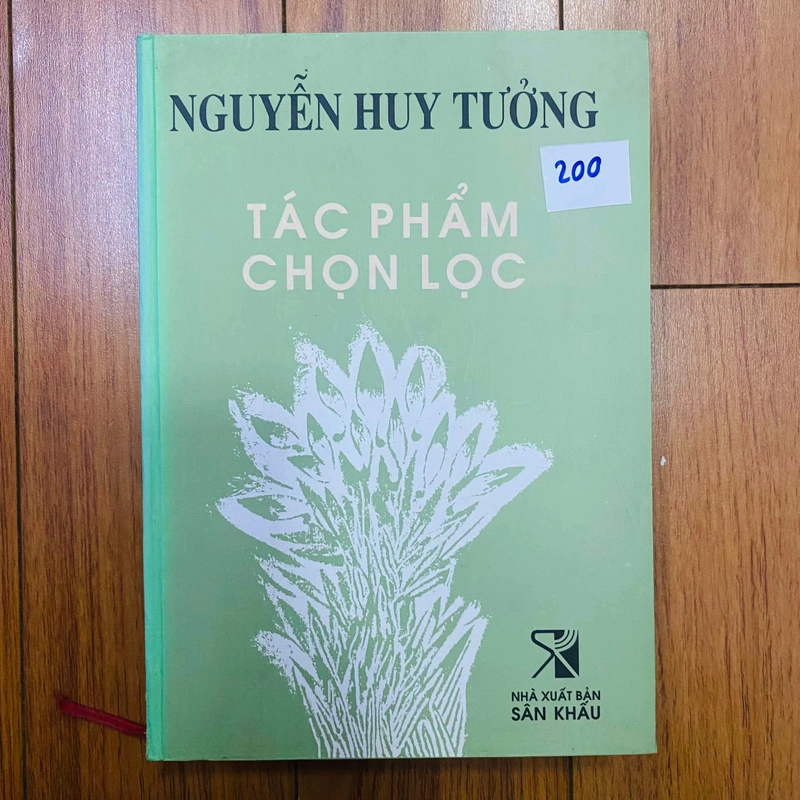 NGUYỄN HUY TƯỞNG
200
TÁC PHẨM
CHỌN LỌC
NHÀ XUẤT BẢN
SÂN KHẤU